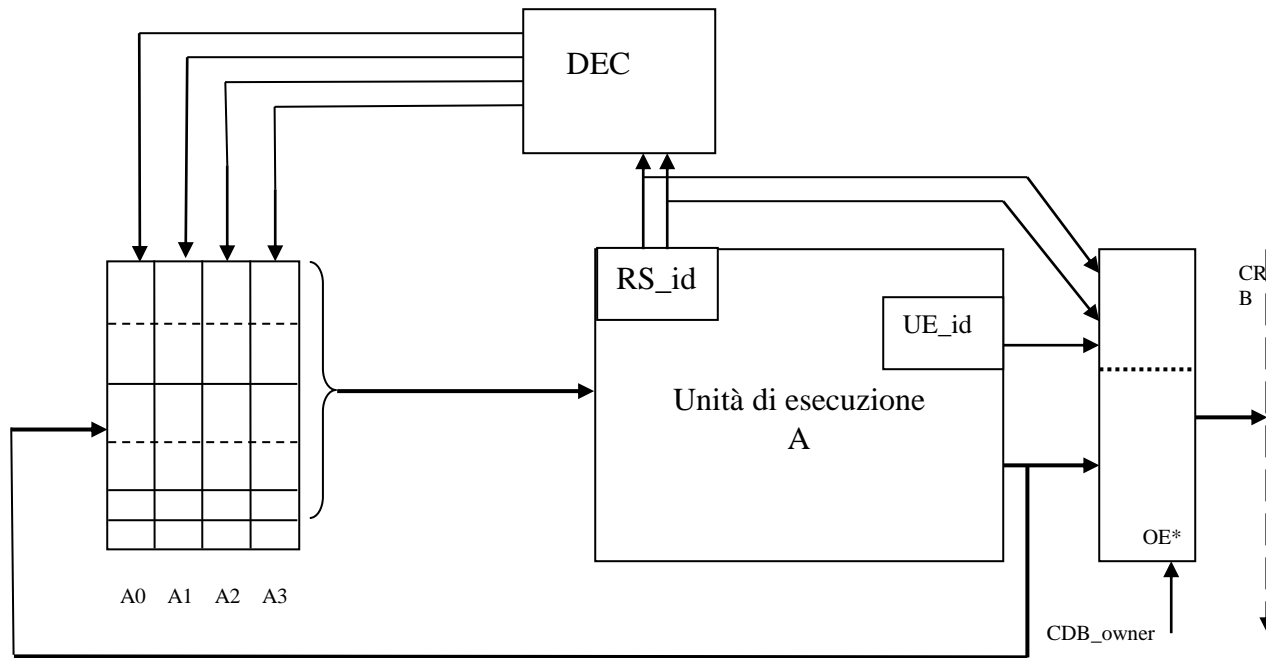 DEC
RS_id
CR
B
UE_id
Unità di esecuzione
A
OE*
A0 A1 A2 A3
CDB_owner